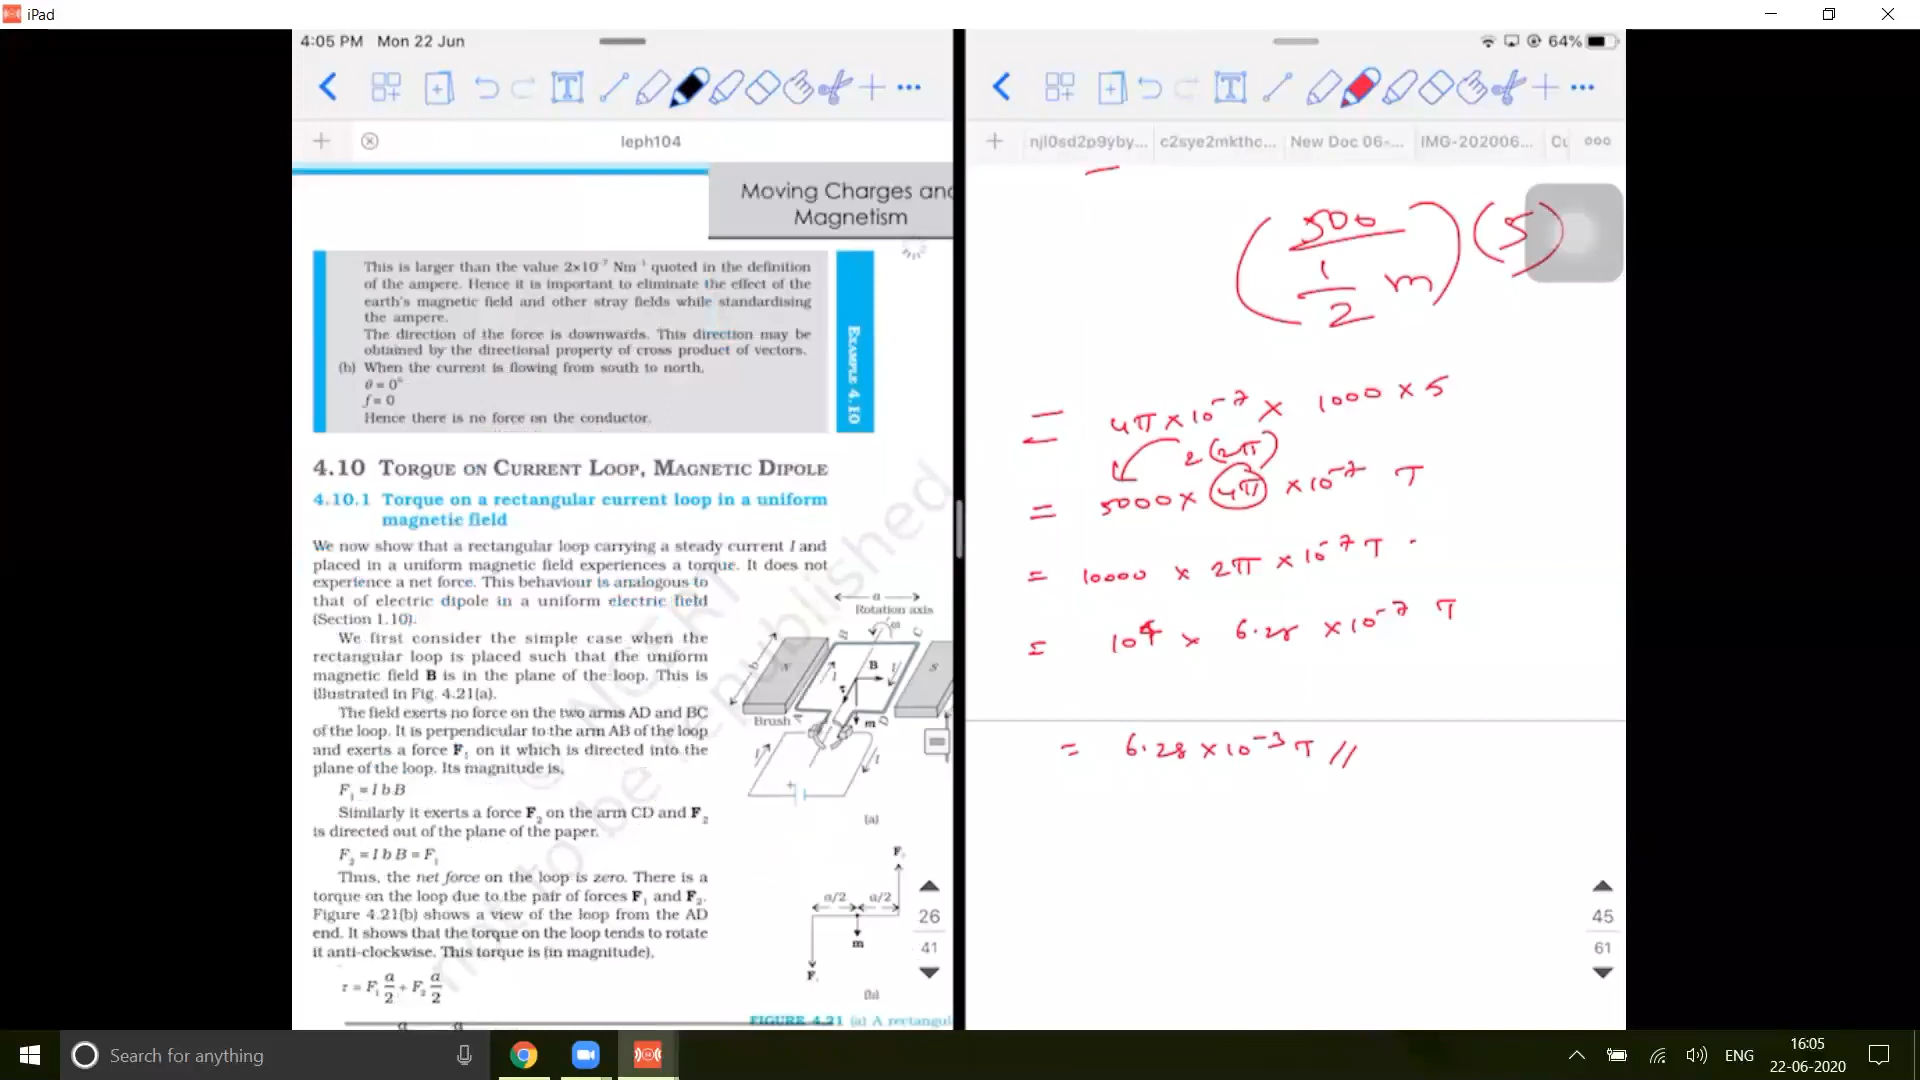 iPad
4:05 PM Mon 22 Jun
64%
leph104
njl0sd2p9yby... c2sye2mkthc... New Doc 06-... IMG-202006...
Moving Charges and
Magnetism
This is larger than the value 2×10⁻⁷ Nm⁻¹ quoted in the definition
of the ampere. Hence it is important to eliminate the effect of the
earth's magnetic field and other stray fields while standardising
the ampere.
The direction of the force is downwards. This direction may be
obtained by the directional property of cross product of vectors.
(b) When the current is flowing from south to north,
θ = 0°
f = 0
Hence there is no force on the conductor.
EXAMPLE 4.10
4.10 TORQUE ON CURRENT LOOP, MAGNETIC DIPOLE
4.10.1 Torque on a rectangular current loop in a uniform
magnetic field
We now show that a rectangular loop carrying a steady current I and
placed in a uniform magnetic field experiences a torque. It does not
experience a net force. This behaviour is analogous to
that of electric dipole in a uniform electric field
(Section 1.10).
We first consider the simple case when the
rectangular loop is placed such that the uniform
magnetic field B is in the plane of the loop. This is
illustrated in Fig. 4.21(a).
The field exerts no force on the two arms AD and BC
of the loop. It is perpendicular to the arm AB of the loop
and exerts a force F₁ on it which is directed into the
plane of the loop. Its magnitude is,
F₁ = I b B
Similarly it exerts a force F₂ on the arm CD and F₂
is directed out of the plane of the paper.
F₂ = I b B = F₁
Thus, the net force on the loop is zero. There is a
torque on the loop due to the pair of forces F₁ and F₂.
Figure 4.21(b) shows a view of the loop from the AD
end. It shows that the torque on the loop tends to rotate
it anti-clockwise. This torque is (in magnitude),
τ = F₁ a/2 + F₂ a/2
a
Rotation axis
b
N
B
C
S
B
I
Brush
A
m
D
(a)
a/2 a/2
m
F
(b)
FIGURE 4.21 (a) A rectangul
© NCERT
not to be republished
26
41
(500 / 1/2 m) (5)
= 4π × 10⁻⁷ × 1000 × 5
2(2π)
= 5000 × 4π × 10⁻⁷ T
= 10000 × 2π × 10⁻⁷ T
= 10⁴ × 6.28 × 10⁻⁷ T
= 6.28 × 10⁻³ T //
45
61
Search for anything
ENG
16:05
22-06-2020